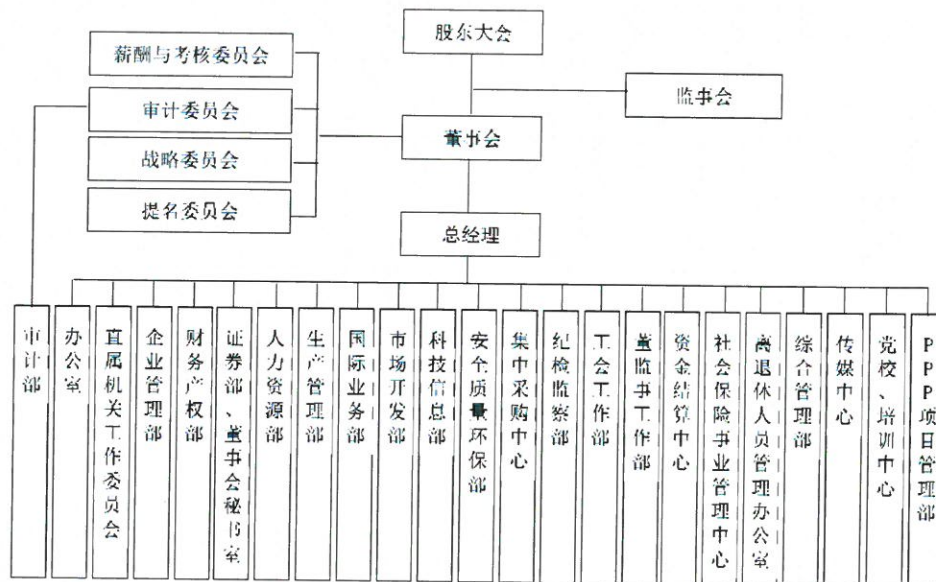 股东大会
薪酬与考核委员会
监事会
审计委员会
董事会
战略委员会
提名委员会
总经理
审计部
办公室
直属机关工作委员会
企业管理部
财务产权部
证券部、董事会秘书室
人力资源部
生产管理部
国际业务部
市场开发部
科技信息部
安全质量环保部
集中采购中心
纪检监察部
工会工作部
董监事工作部
资金结算中心
社会保险事业管理中心
离退休人员管理办公室
综合管理部
传媒中心
党校、培训中心
PPP项目管理部